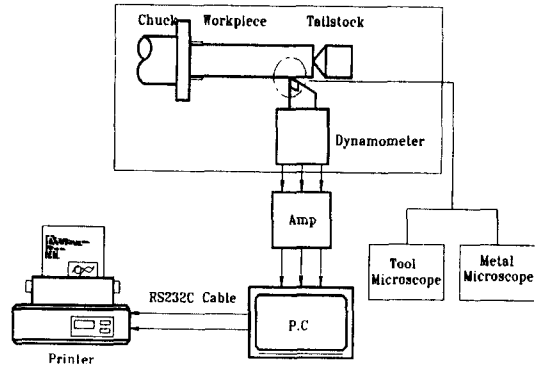 Chuck Workpiece Tailstock
Dynamometer
Amp
Tool
Microscope
Metal
Microscope
RS232C Cable
P.C
Printer